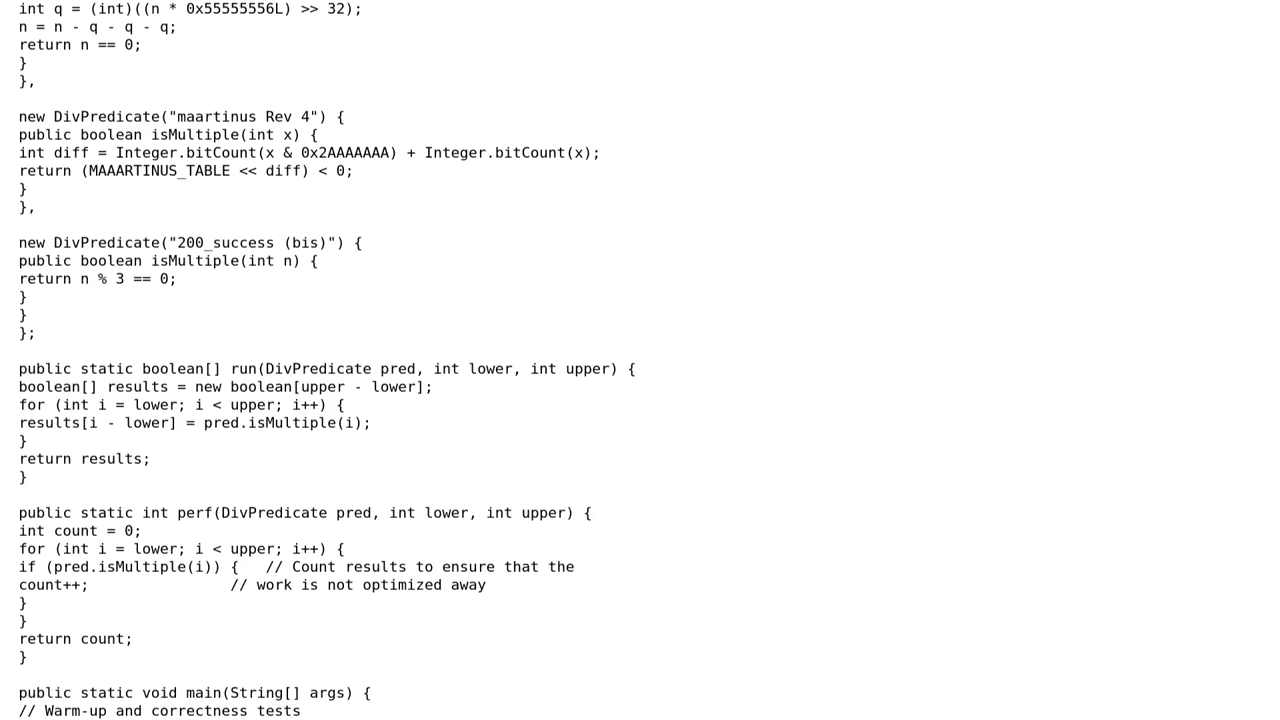 int q = (int)((n * 0x55555556L) >> 32);
n = n - q - q - q;
return n == 0;
}
},
new DivPredicate("maartinus Rev 4") {
public boolean isMultiple(int x) {
int diff = Integer.bitCount(x & 0x2AAAAAAA) + Integer.bitCount(x);
return (MAAARTINUS_TABLE << diff) < 0;
}
},
new DivPredicate("200_success (bis)") {
public boolean isMultiple(int n) {
return n % 3 == 0;
}
}
};
public static boolean[] run(DivPredicate pred, int lower, int upper) {
boolean[] results = new boolean[upper - lower];
for (int i = lower; i < upper; i++) {
results[i - lower] = pred.isMultiple(i);
}
return results;
}
public static int perf(DivPredicate pred, int lower, int upper) {
int count = 0;
for (int i = lower; i < upper; i++) {
if (pred.isMultiple(i)) {   // Count results to ensure that the
count++;                // work is not optimized away
}
}
return count;
}
public static void main(String[] args) {
// Warm-up and correctness tests